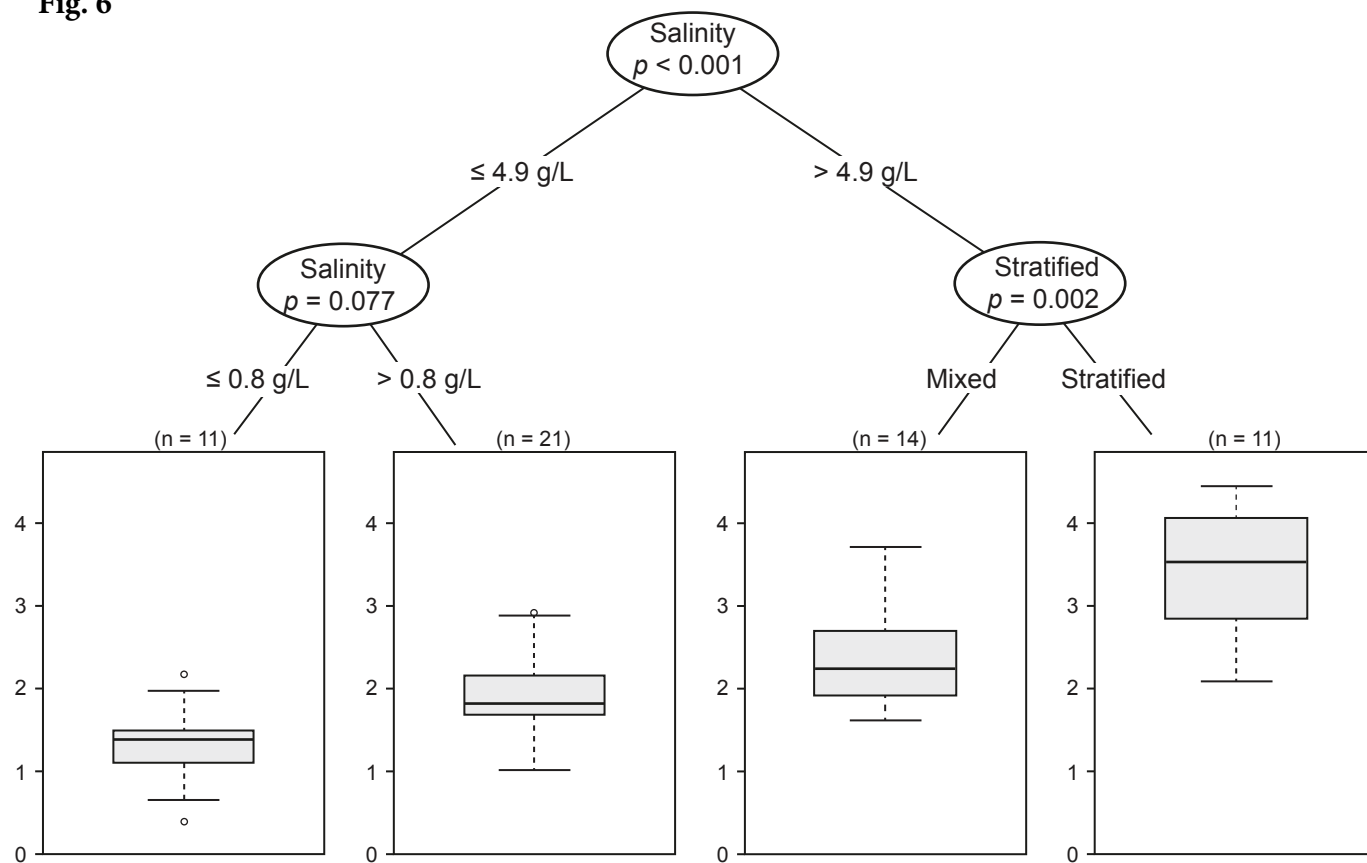 Fig. 6
Salinity
p < 0.001
≤ 4.9 g/L
> 4.9 g/L
Salinity
p = 0.077
Stratified
p = 0.002
≤ 0.8 g/L
> 0.8 g/L
Mixed
Stratified
(n = 11)
(n = 21)
(n = 14)
(n = 11)
4
3
2
1
0
4
3
2
1
0
4
3
2
1
0
4
3
2
1
0